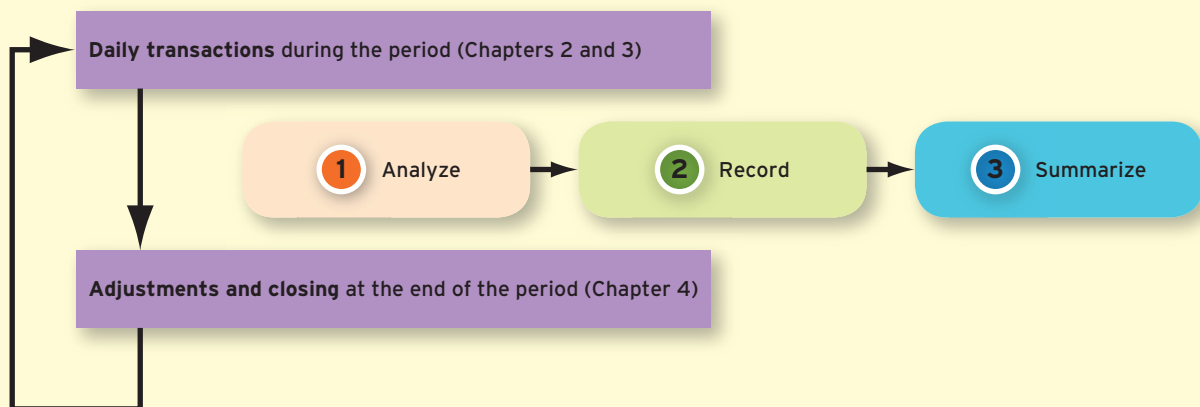 Daily transactions during the period (Chapters 2 and 3)
1 Analyze
2 Record
3 Summarize
Adjustments and closing at the end of the period (Chapter 4)